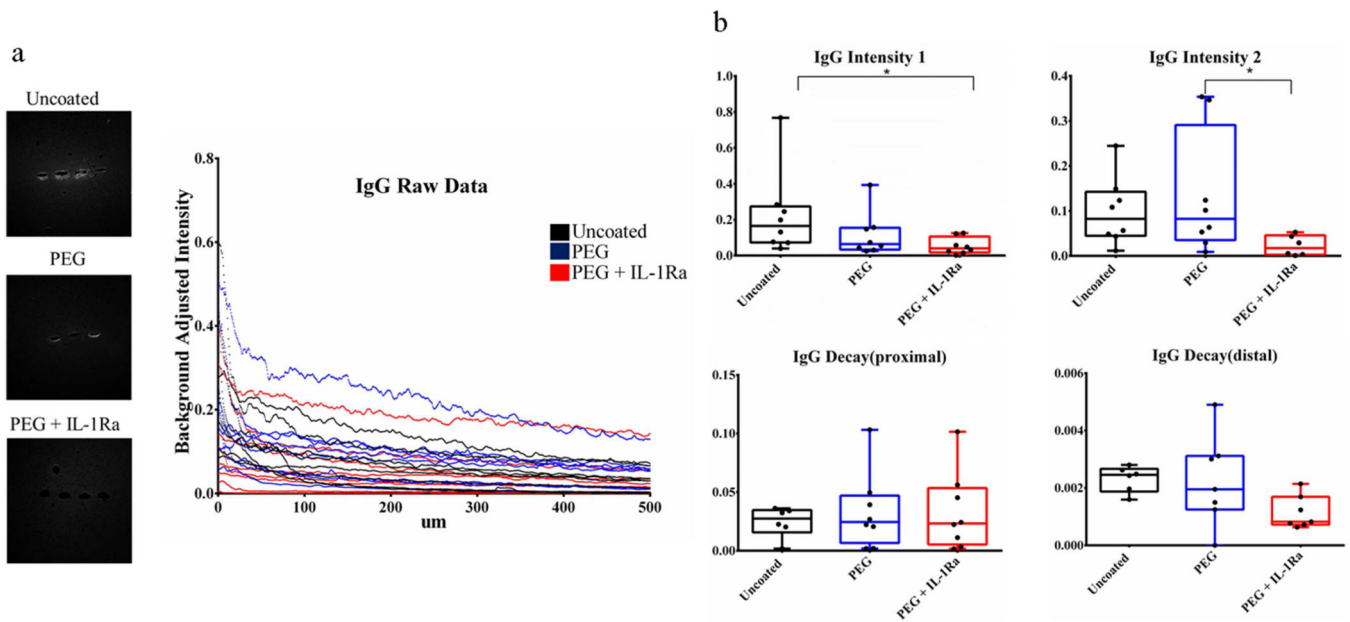 a
Uncoated
PEG
PEG + IL-1Ra
IgG Raw Data
Uncoated
PEG
PEG + IL-1Ra
Background Adjusted Intensity
0.8
0.6
0.4
0.2
0.0
0 100 200 300 400 500
um
b
IgG Intensity 1
*
1.0
0.8
0.6
0.4
0.2
0.0
Uncoated
PEG
PEG + IL-1Ra
IgG Intensity 2
*
0.4
0.3
0.2
0.1
0.0
Uncoated
PEG
PEG + IL-1Ra
IgG Decay(proximal)
0.15
0.10
0.05
0.00
Uncoated
PEG
PEG + IL-1Ra
IgG Decay(distal)
0.006
0.004
0.002
0.000
Uncoated
PEG
PEG + IL-1Ra